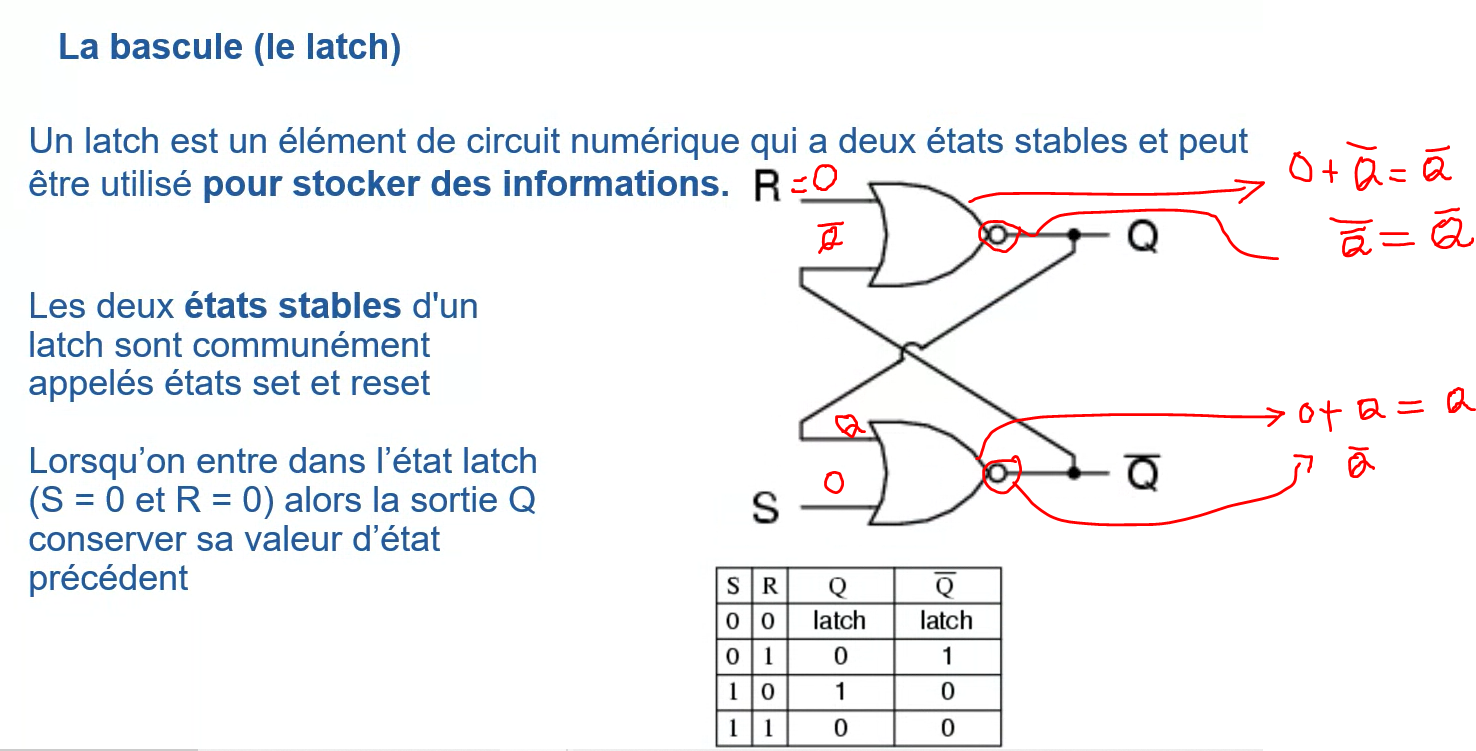 La bascule (le latch)
Un latch est un élément de circuit numérique qui a deux états stables et peut
être utilisé pour stocker des informations.
R = 0
Q̅
Q
0 + Q̅ = Q̅
Q̅̅ = Q̅
Les deux états stables d'un
latch sont communément
appelés états set et reset
Lorsqu’on entre dans l’état latch
(S = 0 et R = 0) alors la sortie Q
conserver sa valeur d’état
précédent
Q
0
S
Q̅
0 + Q = Q
Q̅
S R Q Q̅
0 0 latch latch
0 1 0 1
1 0 1 0
1 1 0 0